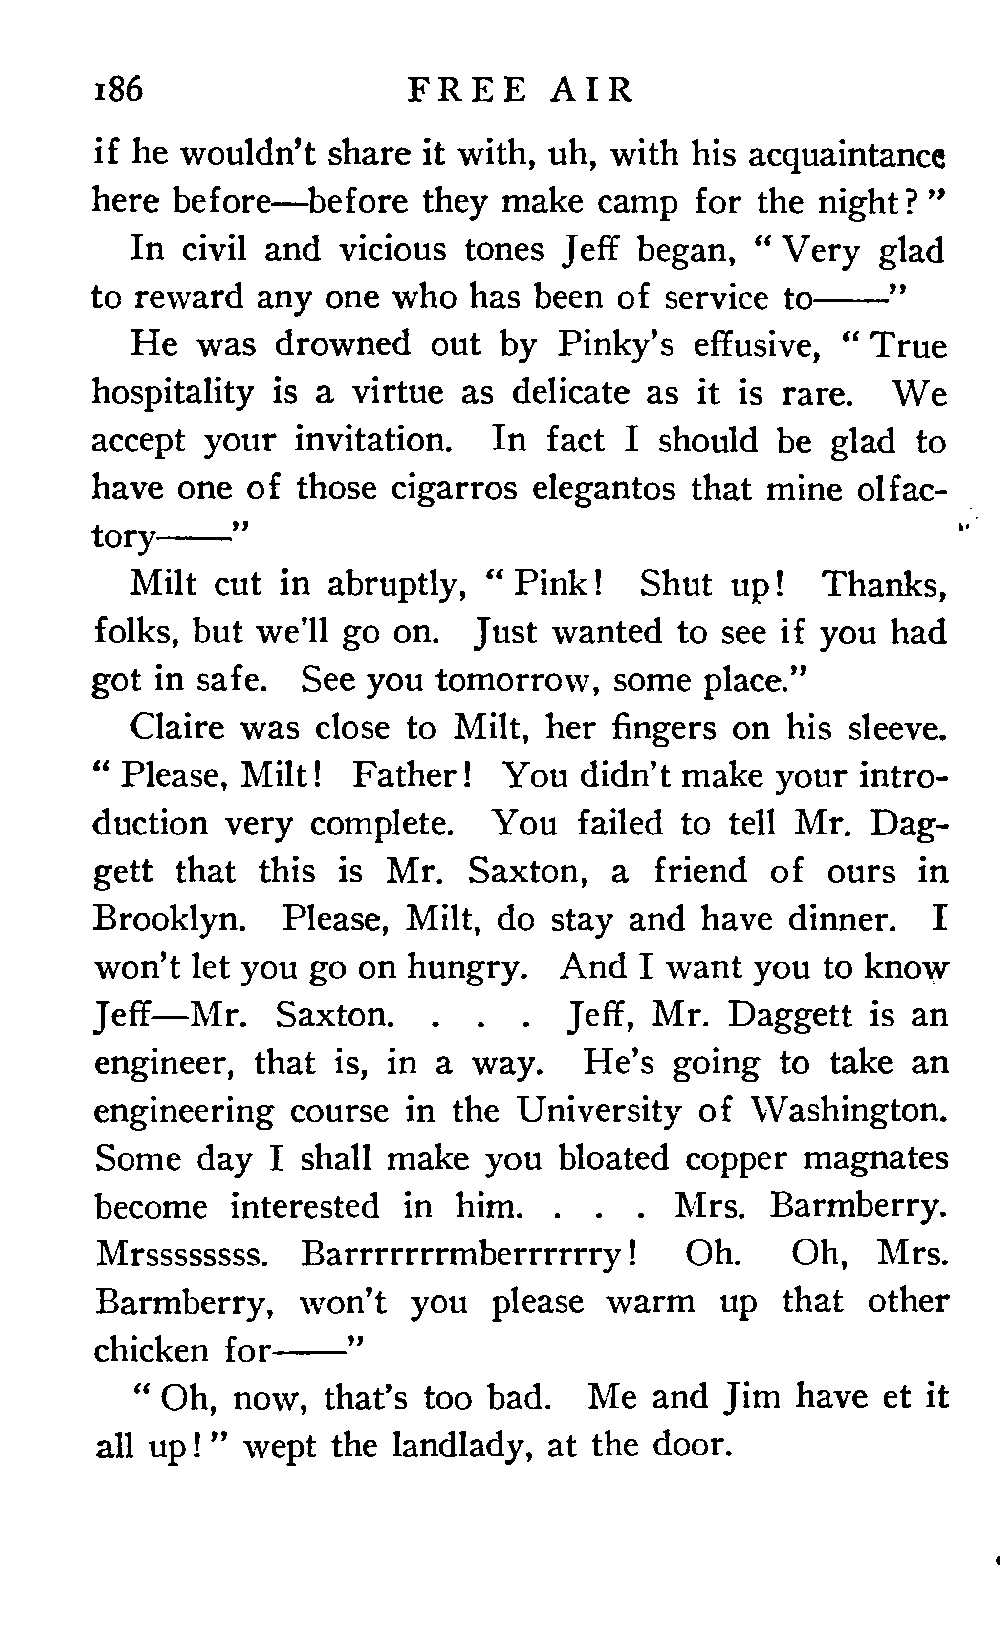 186 FREE AIR
if he wouldn't share it with, uh, with his acquaintance
here before—before they make camp for the night?"
In civil and vicious tones Jeff began, "Very glad
to reward any one who has been of service to——"
He was drowned out by Pinky's effusive, "True
hospitality is a virtue as delicate as it is rare. We
accept your invitation. In fact I should be glad to
have one of those cigarros elegantos that mine olfac-
tory——"
Milt cut in abruptly, "Pink! Shut up! Thanks,
folks, but we'll go on. Just wanted to see if you had
got in safe. See you tomorrow, some place."
Claire was close to Milt, her fingers on his sleeve.
"Please, Milt! Father! You didn't make your intro-
duction very complete. You failed to tell Mr. Dag-
gett that this is Mr. Saxton, a friend of ours in
Brooklyn. Please, Milt, do stay and have dinner. I
won't let you go on hungry. And I want you to know
Jeff—Mr. Saxton. . . . Jeff, Mr. Daggett is an
engineer, that is, in a way. He's going to take an
engineering course in the University of Washington.
Some day I shall make you bloated copper magnates
become interested in him. . . . Mrs. Barmberry.
Mrssssssss. Barrrrrrrmberrrrrry! Oh. Oh, Mrs.
Barmberry, won't you please warm up that other
chicken for——"
"Oh, now, that's too bad. Me and Jim have et it
all up!" wept the landlady, at the door.